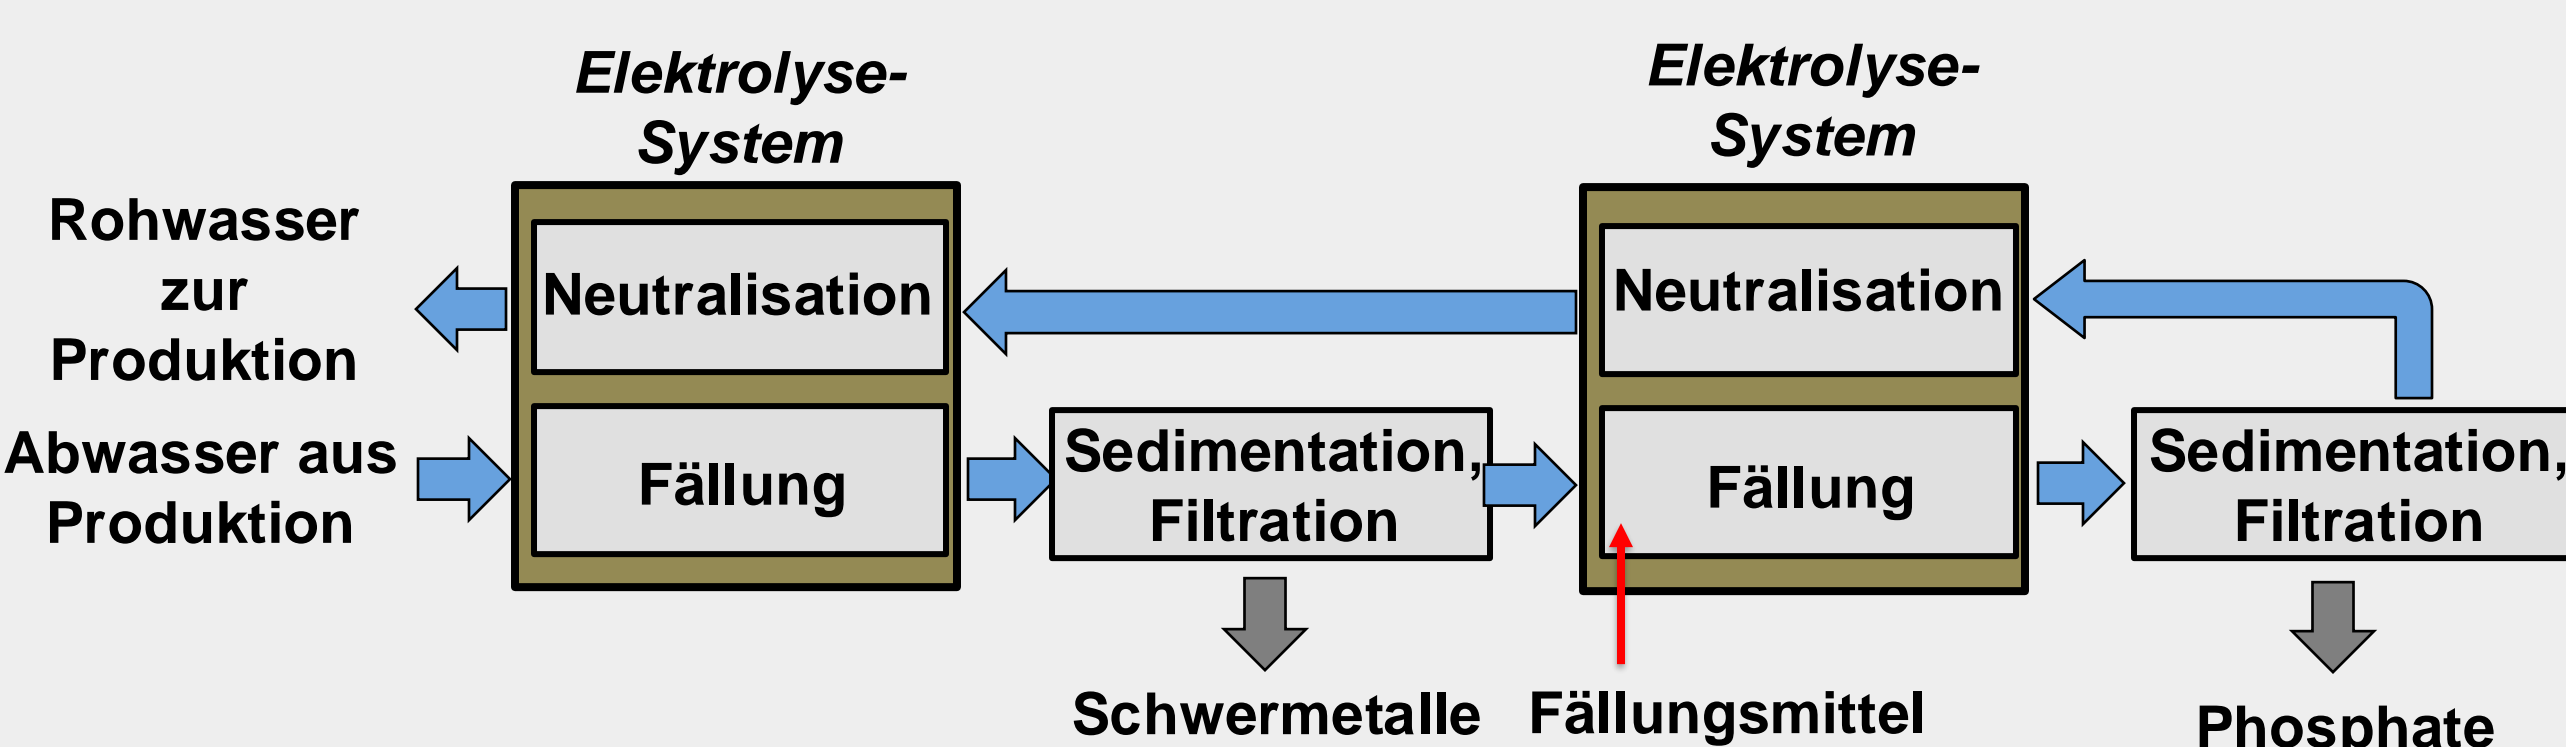 Elektrolyse-
System
Elektrolyse-
System
Rohwasser
zur
Produktion
Neutralisation
Neutralisation
Abwasser aus
Produktion
Fällung
Sedimentation,
Filtration
Fällung
Sedimentation,
Filtration
Schwermetalle
Fällungsmittel
Phosphate